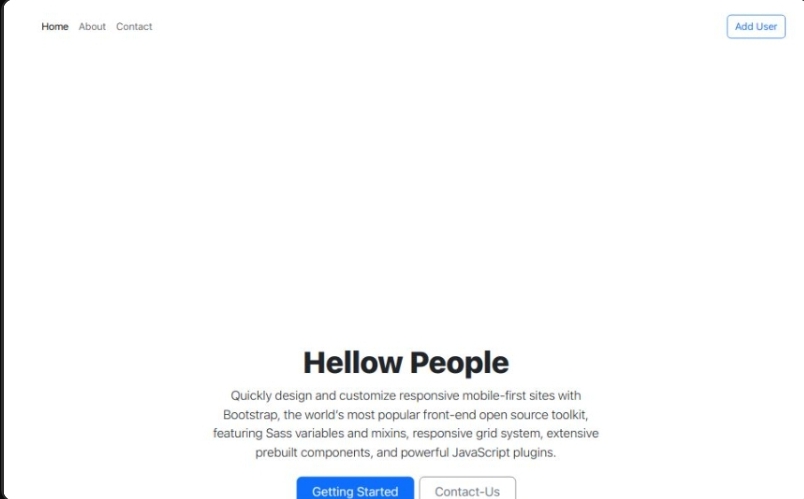 Home About Contact Add User
Hellow People
Quickly design and customize responsive mobile-first sites with
Bootstrap, the world's most popular front-end open source toolkit,
featuring Sass variables and mixins, responsive grid system, extensive
prebuilt components, and powerful JavaScript plugins.
Getting Started Contact-Us